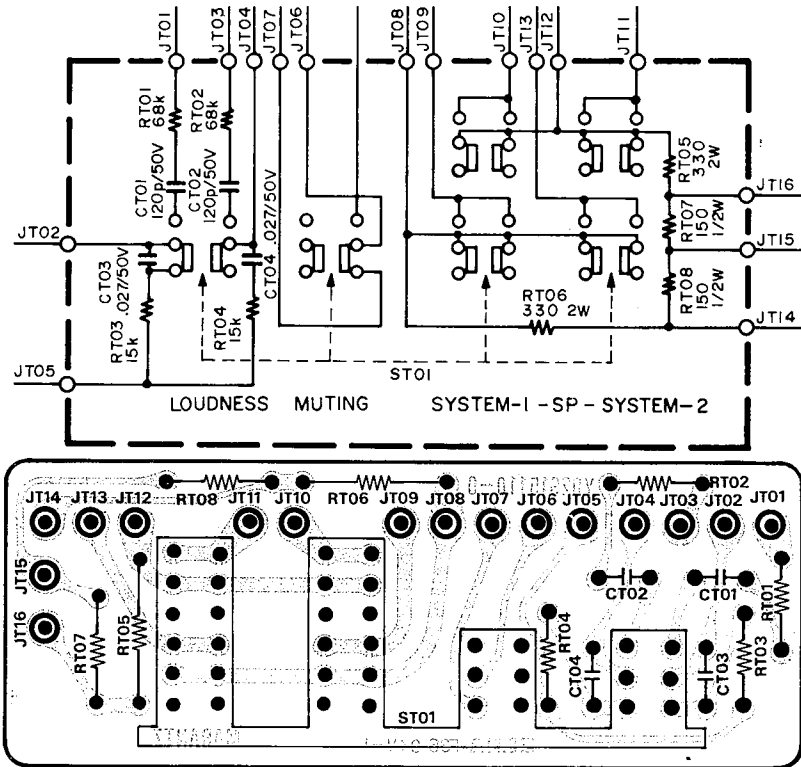 JT01
JT03
JT04
JT07
JT06
JT08
JT09
JT10
JT13
JT12
JT11
RT01
68k
RT02
68k
CT01
120p/50V
CT02
120p/50V
CT04 .027/50V
RT05
330
2W
JT16
RT07
150
1/2W
JT02
JT15
CT03
.027/50V
RT08
150
1/2W
RT03
15k
RT04
15k
RT06
330 2W
JT14
JT05
ST01
LOUDNESS MUTING SYSTEM-1-SP-SYSTEM-2
RT08
RT06
RT02
JT14 JT13 JT12 JT11 JT10 JT09 JT08 JT07 JT06 JT05 JT04 JT03 JT02 JT01
JT15
CT02
CT01
RT01
JT16
RT07
RT05
RT04
CT04
CT03
RT03
ST01
MARANTZ